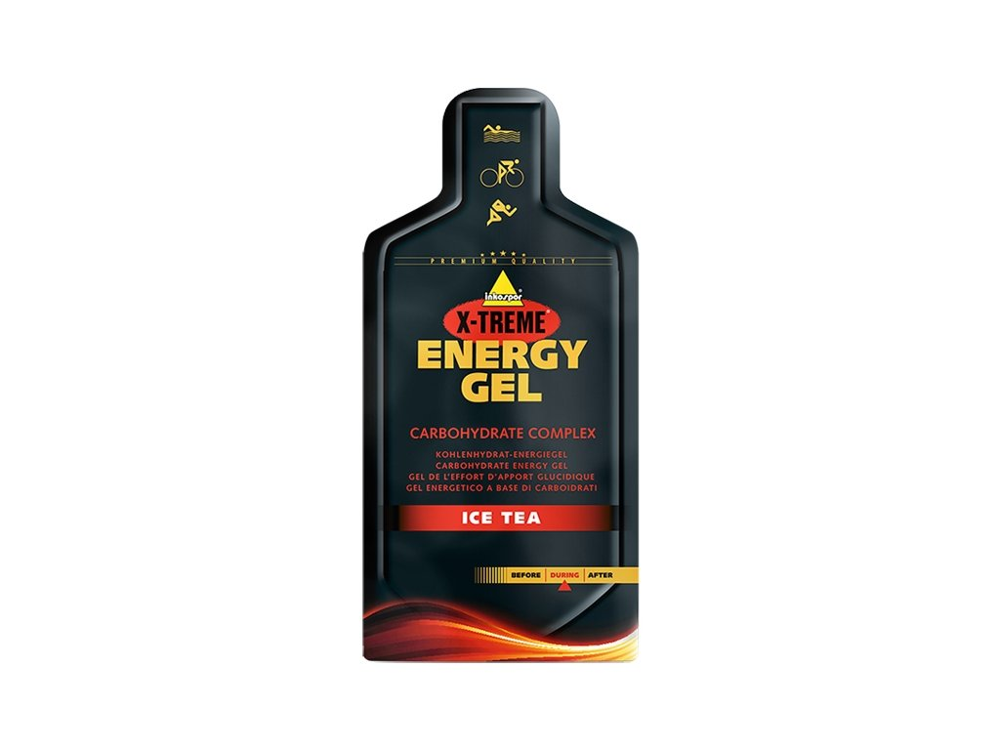 PREMIUM QUALITY
inkospor®
X-TREME®
ENERGY
GEL
CARBOHYDRATE COMPLEX
KOHLENHYDRAT-ENERGIEGEL
CARBOHYDRATE ENERGY GEL
GEL DE L'EFFORT D'APPORT GLUCIDIQUE
GEL ENERGETICO A BASE DI CARBOIDRATI
ICE TEA
BEFORE DURING AFTER